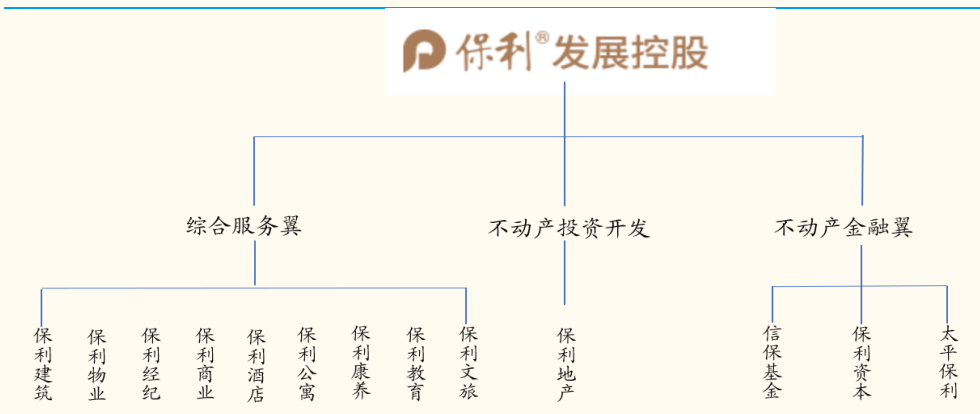 保利®发展控股
综合服务翼
不动产投资开发
不动产金融翼
保利建筑
保利物业
保利经纪
保利商业
保利酒店
保利公寓
保利康养
保利教育
保利文旅
保利地产
信保基金
保利资本
太平保利